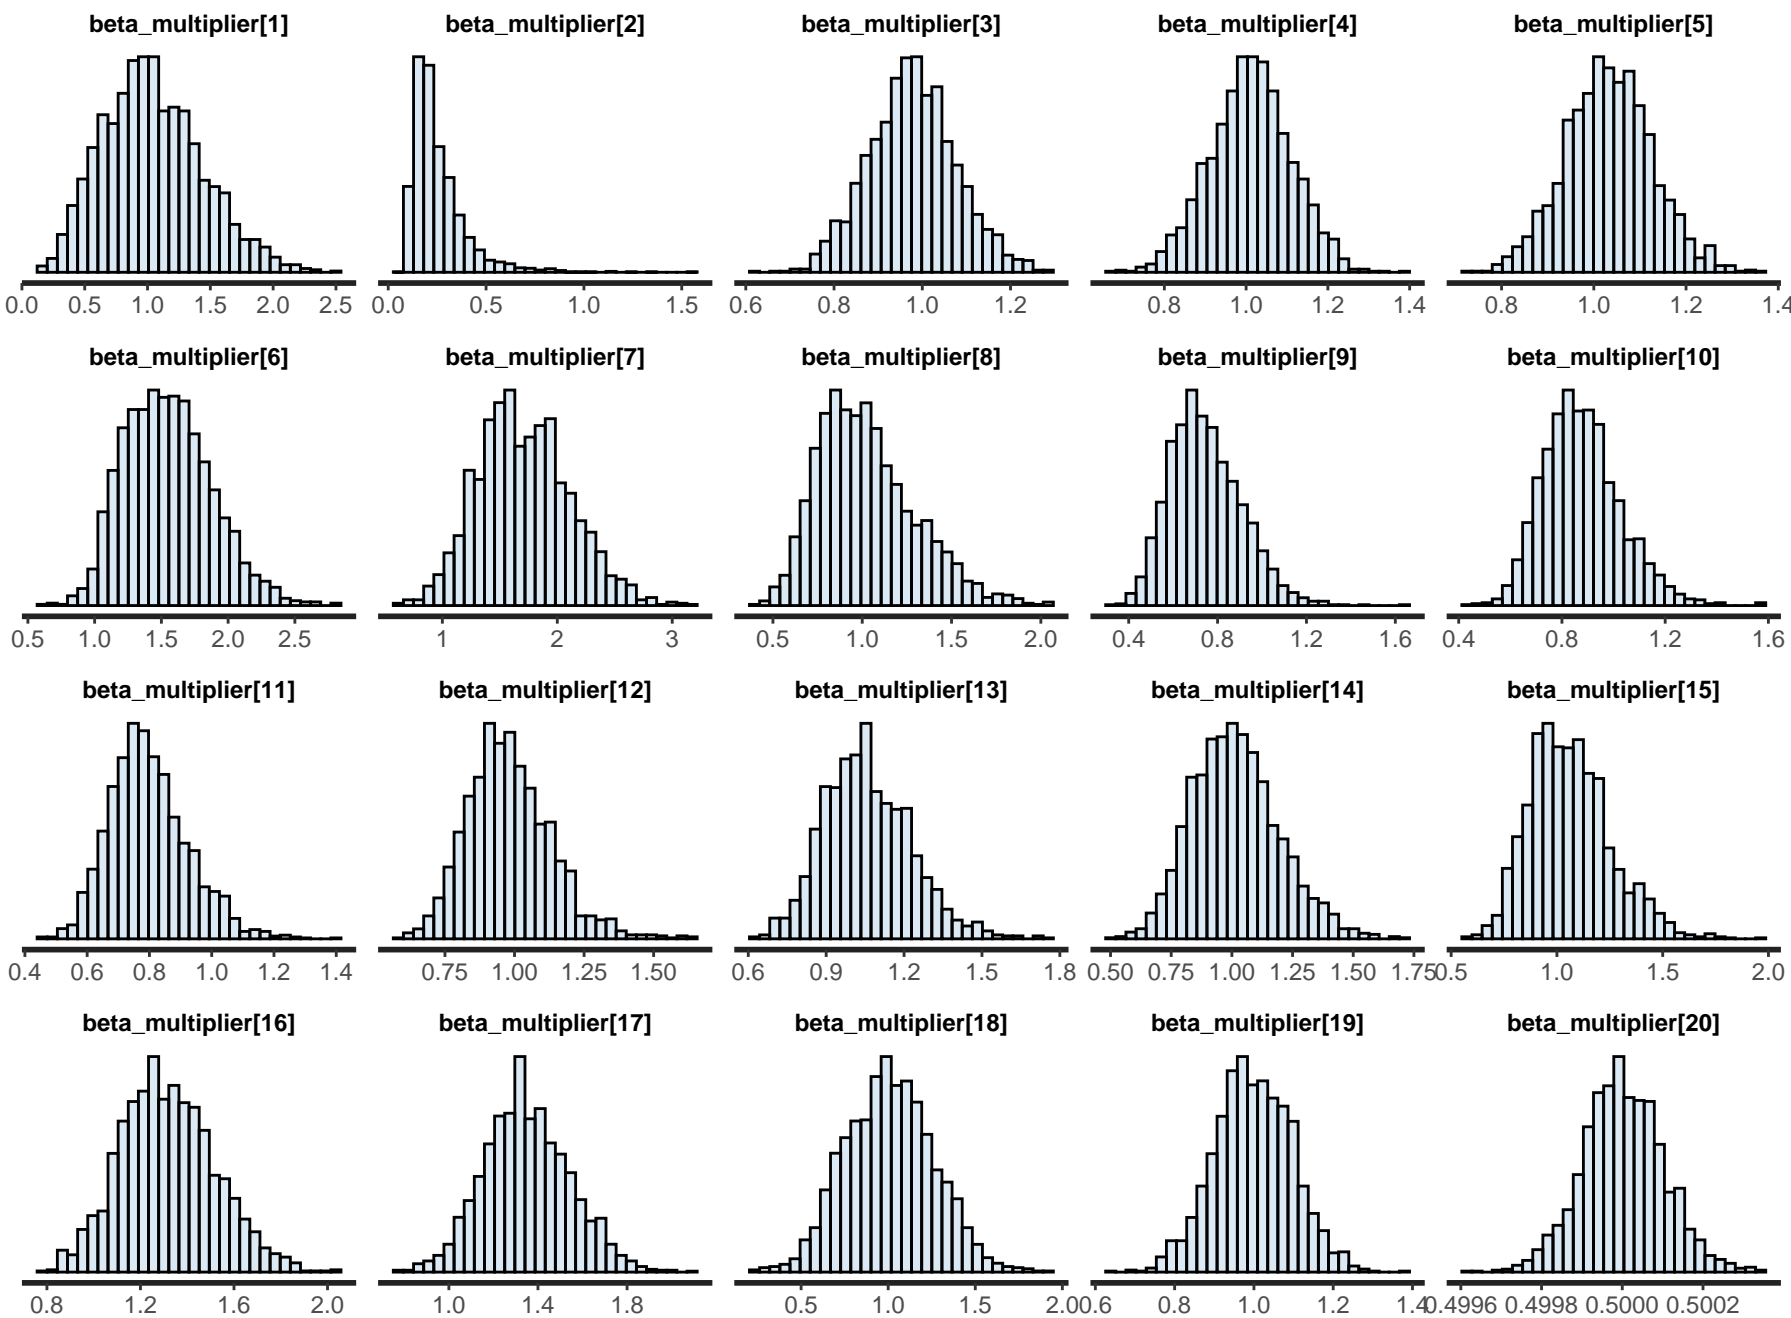 beta_multiplier[1] beta_multiplier[2] beta_multiplier[3] beta_multiplier[4] beta_multiplier[5]
0.0 0.5 1.0 1.5 2.0 2.5 0.0 0.5 1.0 1.5 0.6 0.8 1.0 1.2 0.8 1.0 1.2 1.4 0.8 1.0 1.2 1.4
beta_multiplier[6] beta_multiplier[7] beta_multiplier[8] beta_multiplier[9] beta_multiplier[10]
0.5 1.0 1.5 2.0 2.5 1 2 3 0.5 1.0 1.5 2.0 0.4 0.8 1.2 1.6 0.4 0.8 1.2 1.6
beta_multiplier[11] beta_multiplier[12] beta_multiplier[13] beta_multiplier[14] beta_multiplier[15]
0.4 0.6 0.8 1.0 1.2 1.4 0.75 1.00 1.25 1.50 0.6 0.9 1.2 1.5 1.8 0.50 0.75 1.00 1.25 1.50 1.75 0.5 1.0 1.5 2.0
beta_multiplier[16] beta_multiplier[17] beta_multiplier[18] beta_multiplier[19] beta_multiplier[20]
0.8 1.2 1.6 2.0 1.0 1.4 1.8 0.5 1.0 1.5 2.0 0.6 0.8 1.0 1.2 1.4 0.4996 0.4998 0.5000 0.5002